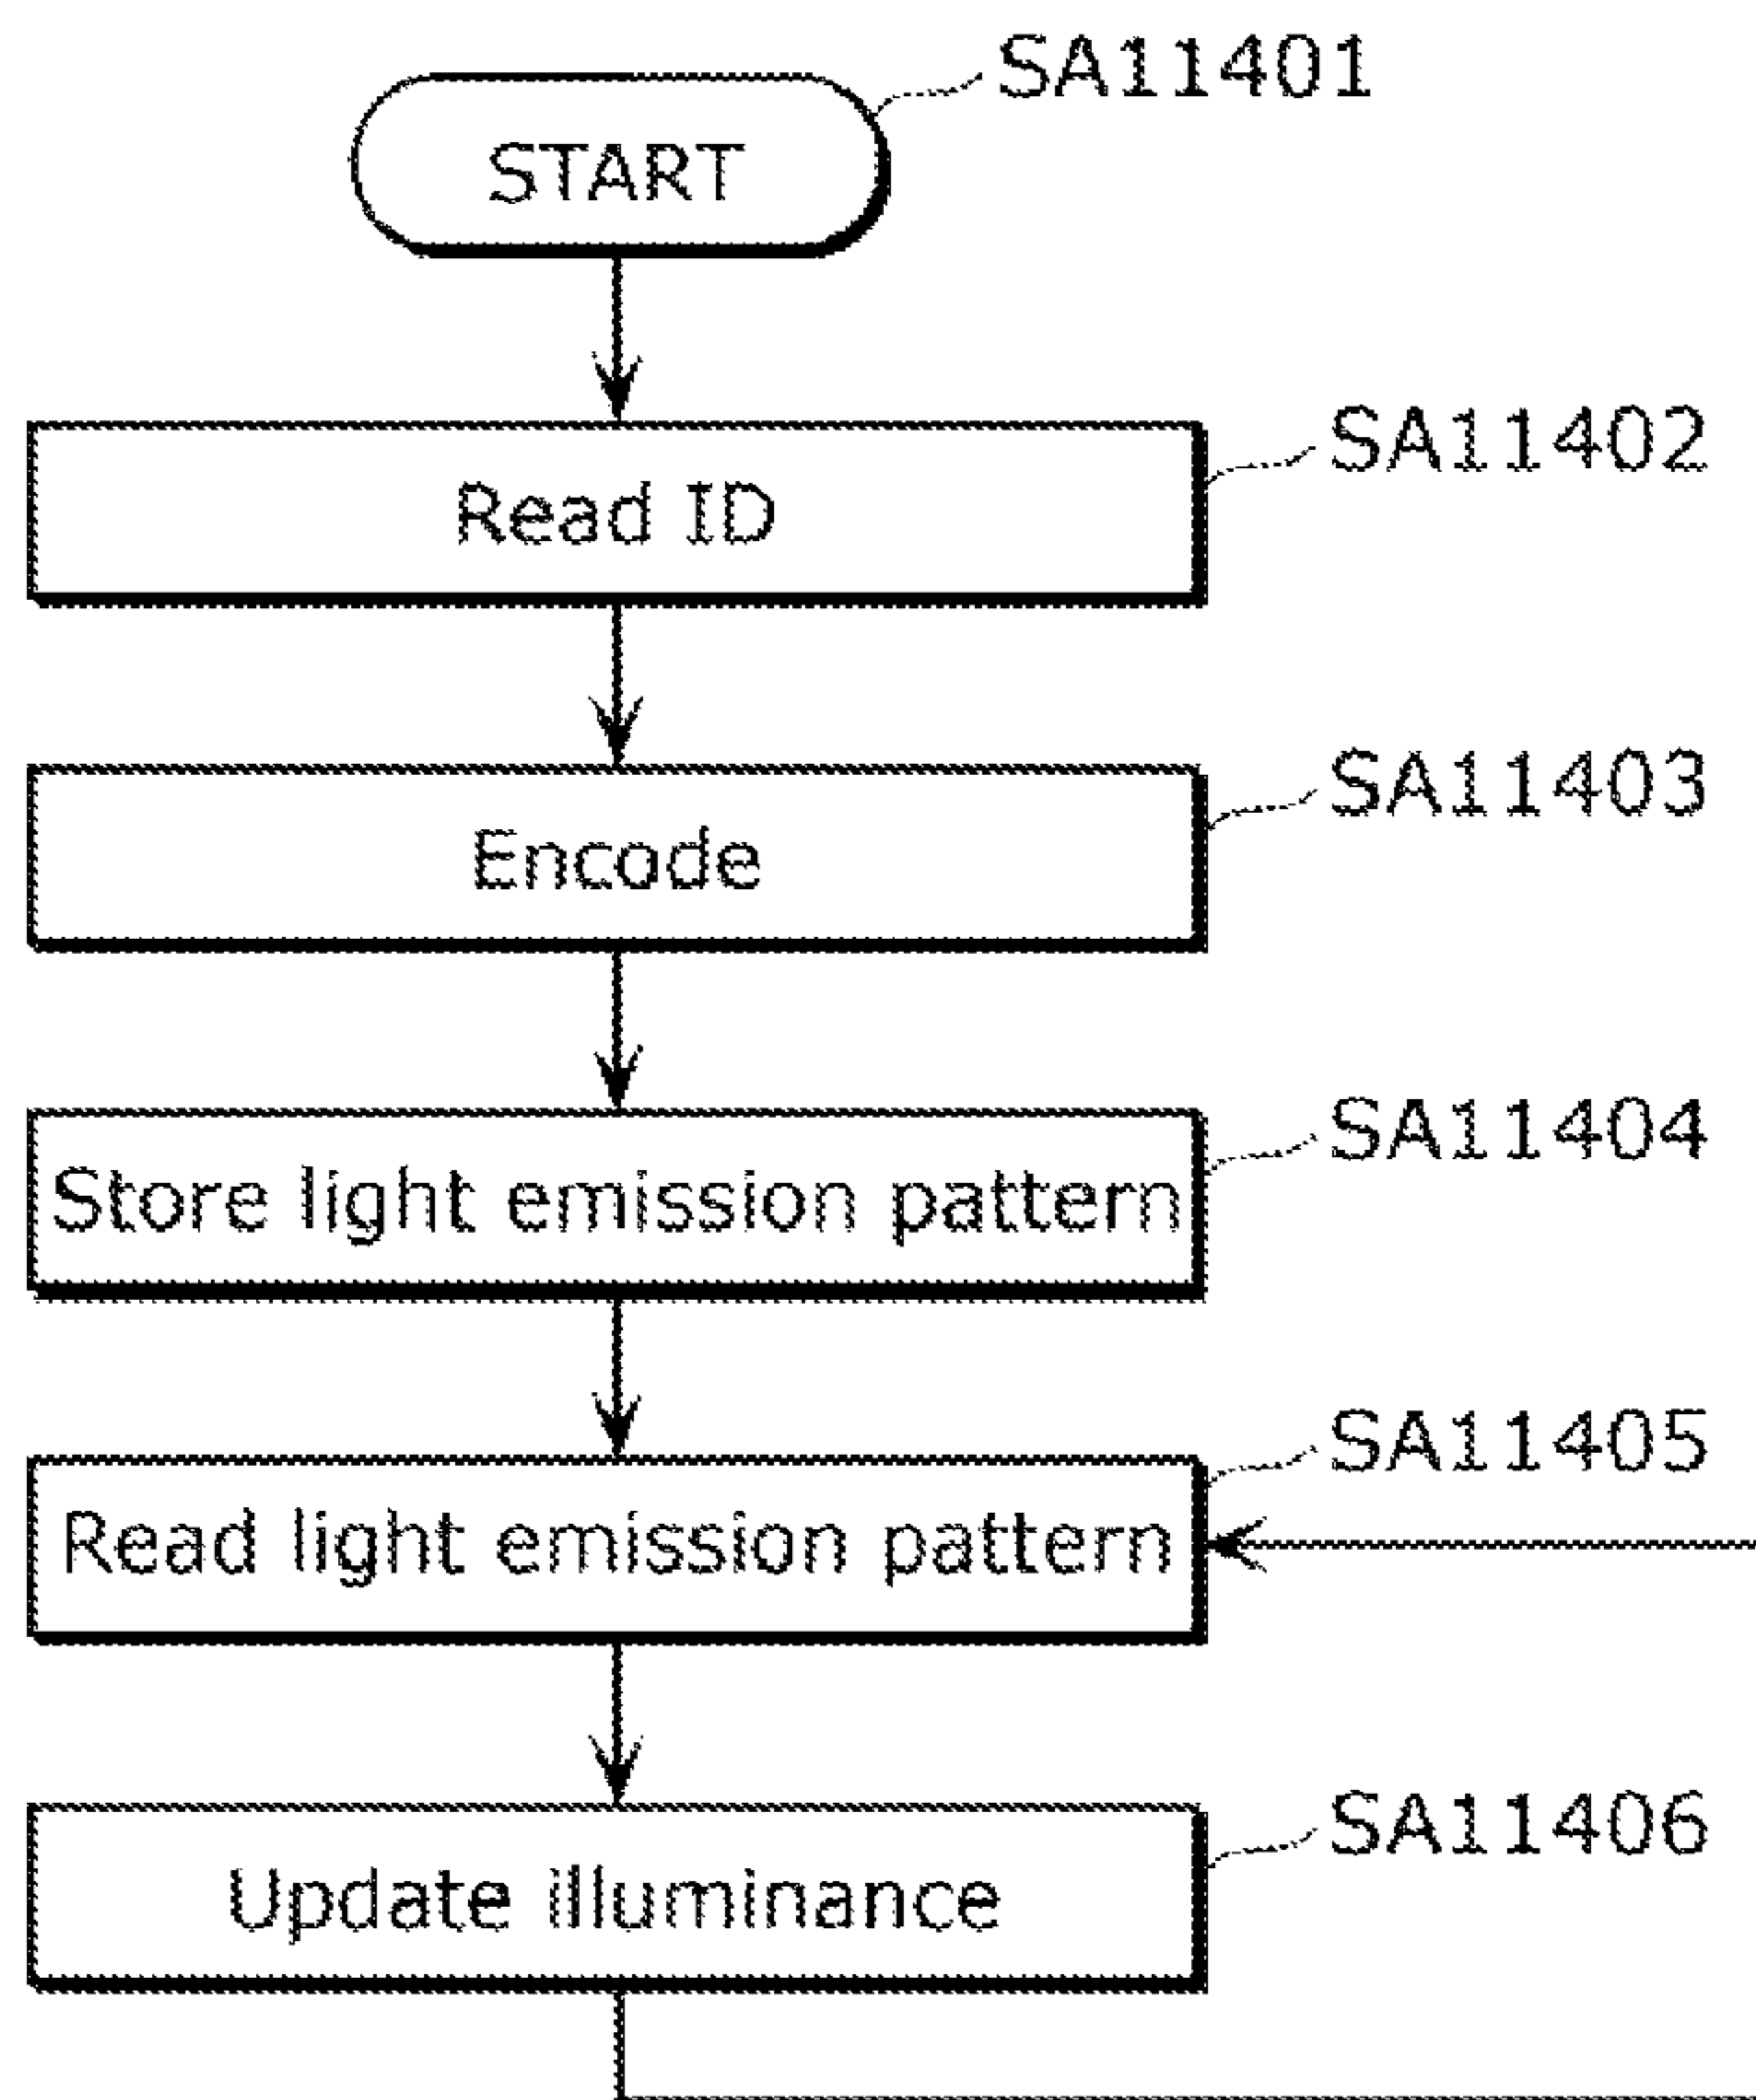 SA11401
START
SA11402
Read ID
SA11403
Encode
SA11404
Store light emission pattern
SA11405
Read light emission pattern
SA11406
Update illuminance